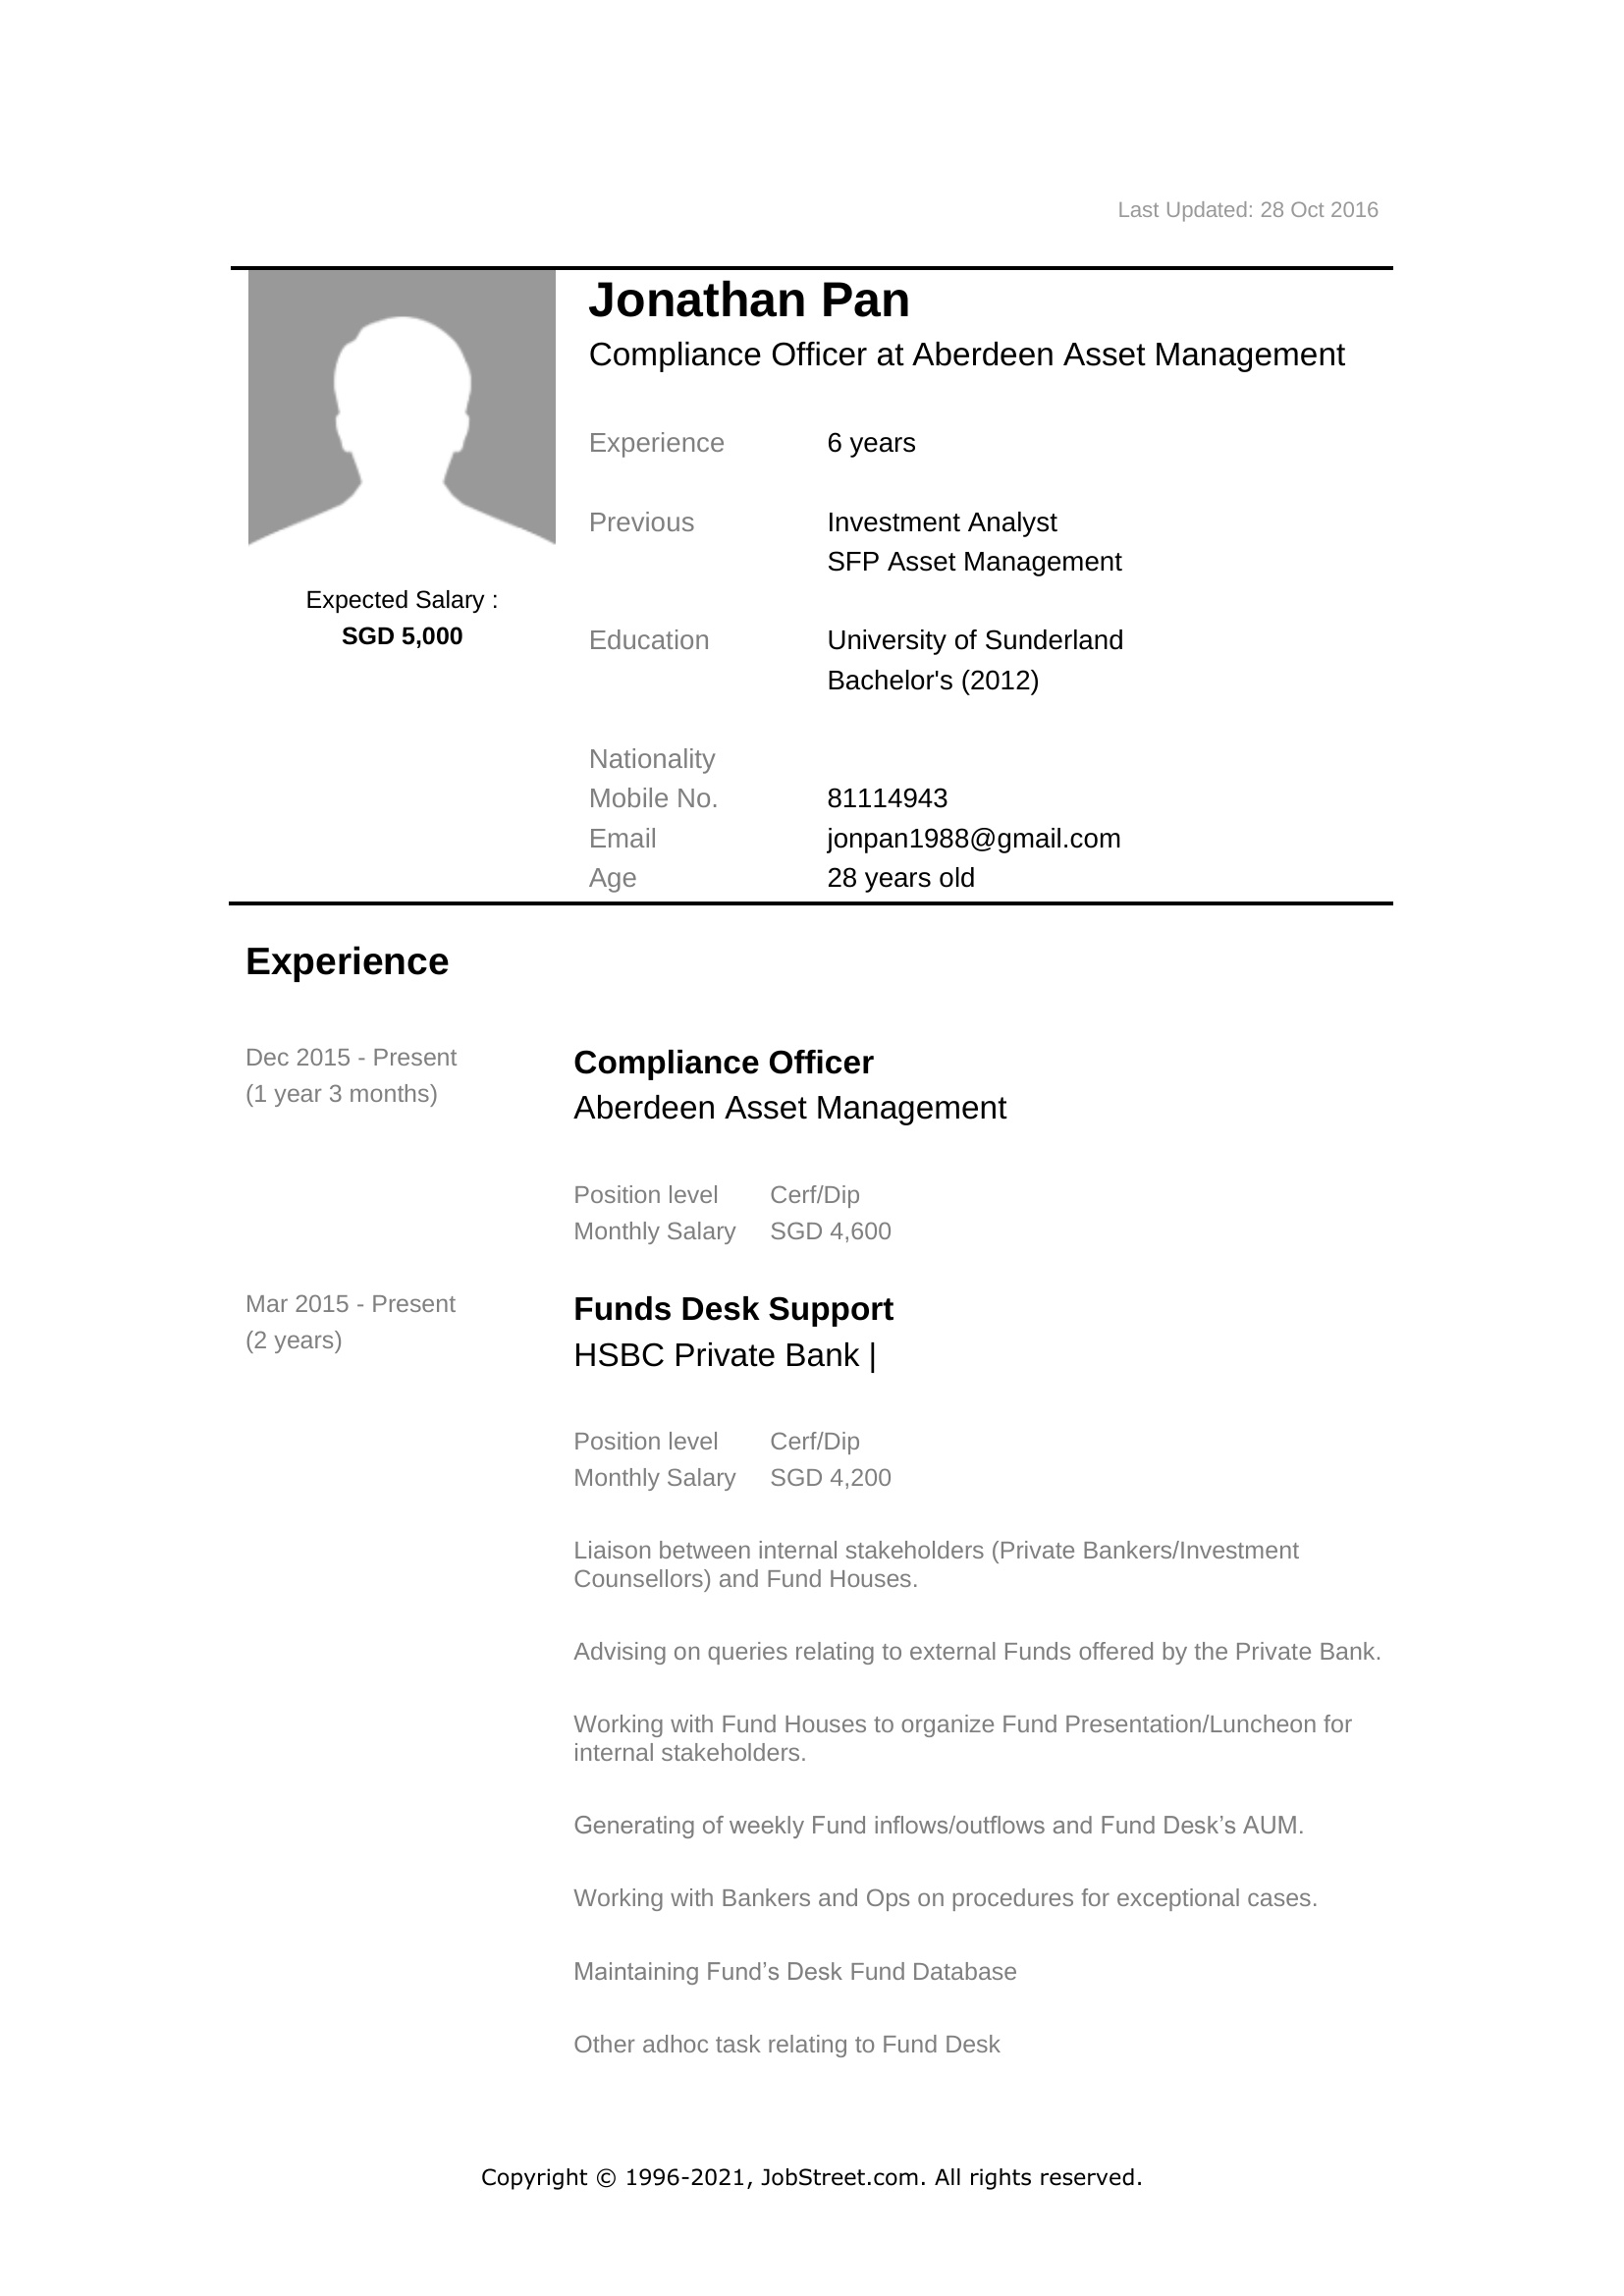 Last Updated: 28 Oct 2016
Jonathan Pan
Compliance Officer at Aberdeen Asset Management
Experience 6 years
Previous Investment Analyst
SFP Asset Management
Expected Salary :
SGD 5,000
Education University of Sunderland
Bachelor's (2012)
Nationality
Mobile No. 81114943
Email jonpan1988@gmail.com
Age 28 years old
Experience
Dec 2015 - Present
(1 year 3 months)
Compliance Officer
Aberdeen Asset Management
Position level Cerf/Dip
Monthly Salary SGD 4,600
Mar 2015 - Present
(2 years)
Funds Desk Support
HSBC Private Bank |
Position level Cerf/Dip
Monthly Salary SGD 4,200
Liaison between internal stakeholders (Private Bankers/Investment
Counsellors) and Fund Houses.
Advising on queries relating to external Funds offered by the Private Bank.
Working with Fund Houses to organize Fund Presentation/Luncheon for
internal stakeholders.
Generating of weekly Fund inflows/outflows and Fund Desk’s AUM.
Working with Bankers and Ops on procedures for exceptional cases.
Maintaining Fund’s Desk Fund Database
Other adhoc task relating to Fund Desk
Copyright © 1996-2021, JobStreet.com. All rights reserved.